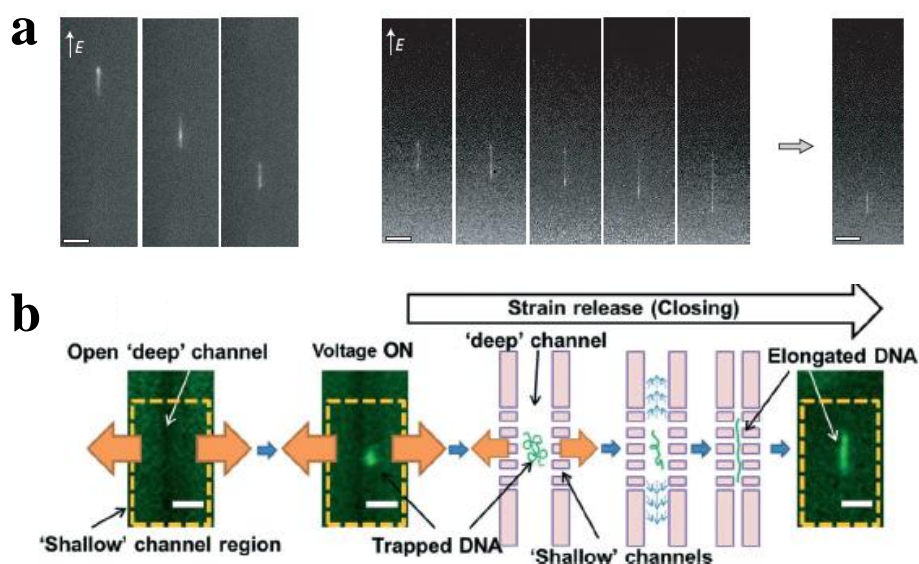 a
E
E
b
Strain release (Closing)
Open 'deep' channel
Voltage ON
'deep' channel
Elongated DNA
'Shallow' channel region
Trapped DNA
'Shallow' channels